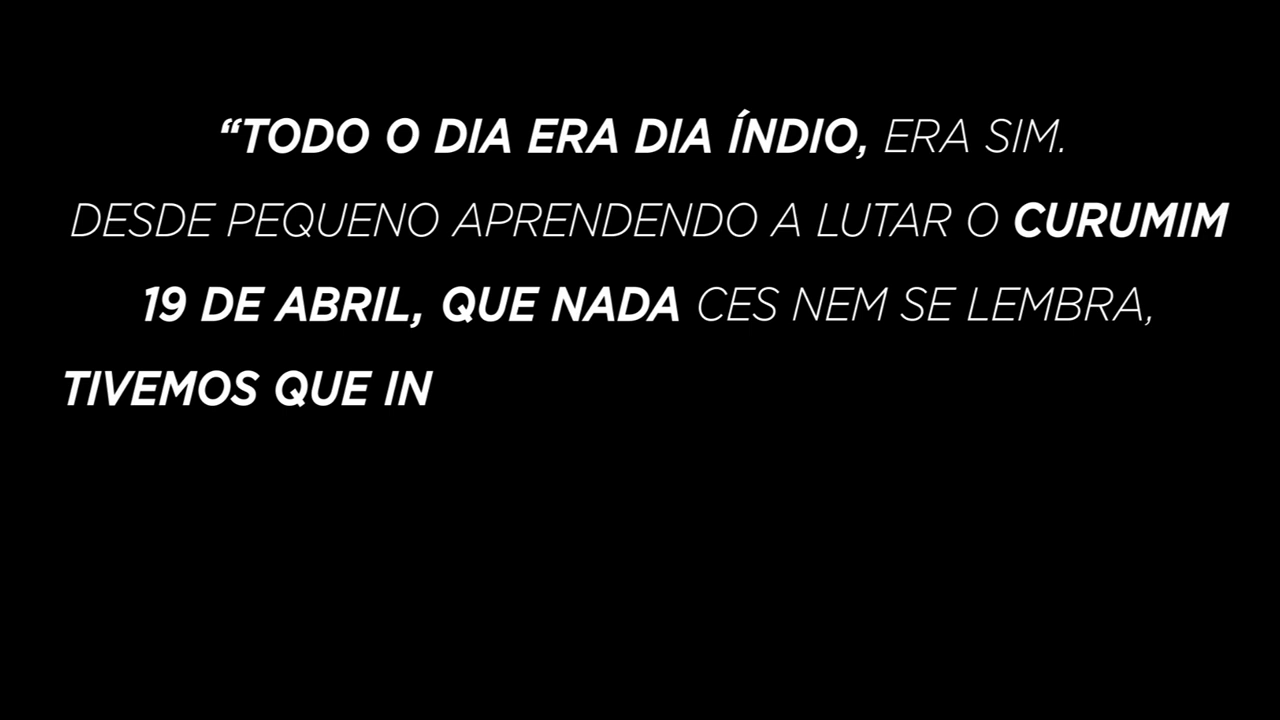 “TODO O DIA ERA DIA ÍNDIO, ERA SIM.
DESDE PEQUENO APRENDENDO A LUTAR O CURUMIM
19 DE ABRIL, QUE NADA CES NEM SE LEMBRA,
TIVEMOS QUE IN